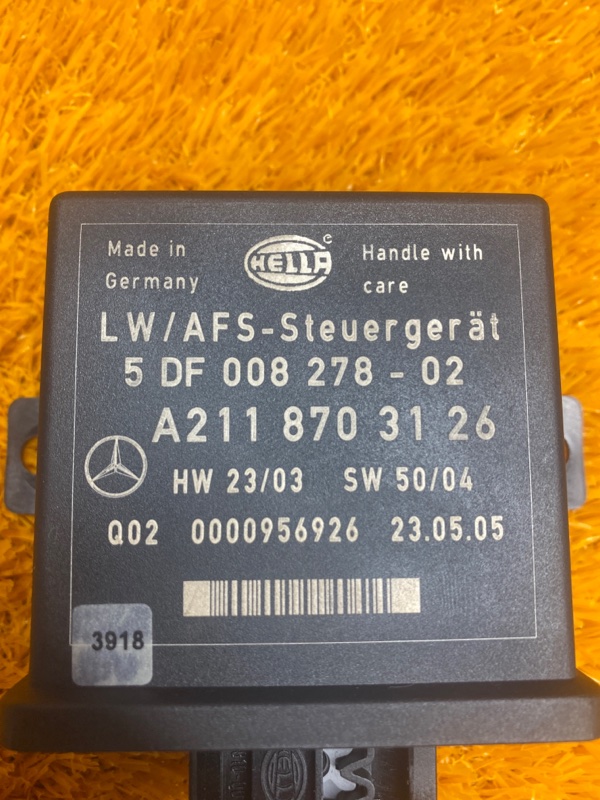 Made in
Germany
HELLA
Handle with
care
LW/AFS-Steuergerät
5 DF 008 278 - 02
A211 870 31 26
HW 23/03 SW 50/04
Q02 0000956926 23.05.05
3918
HELLA